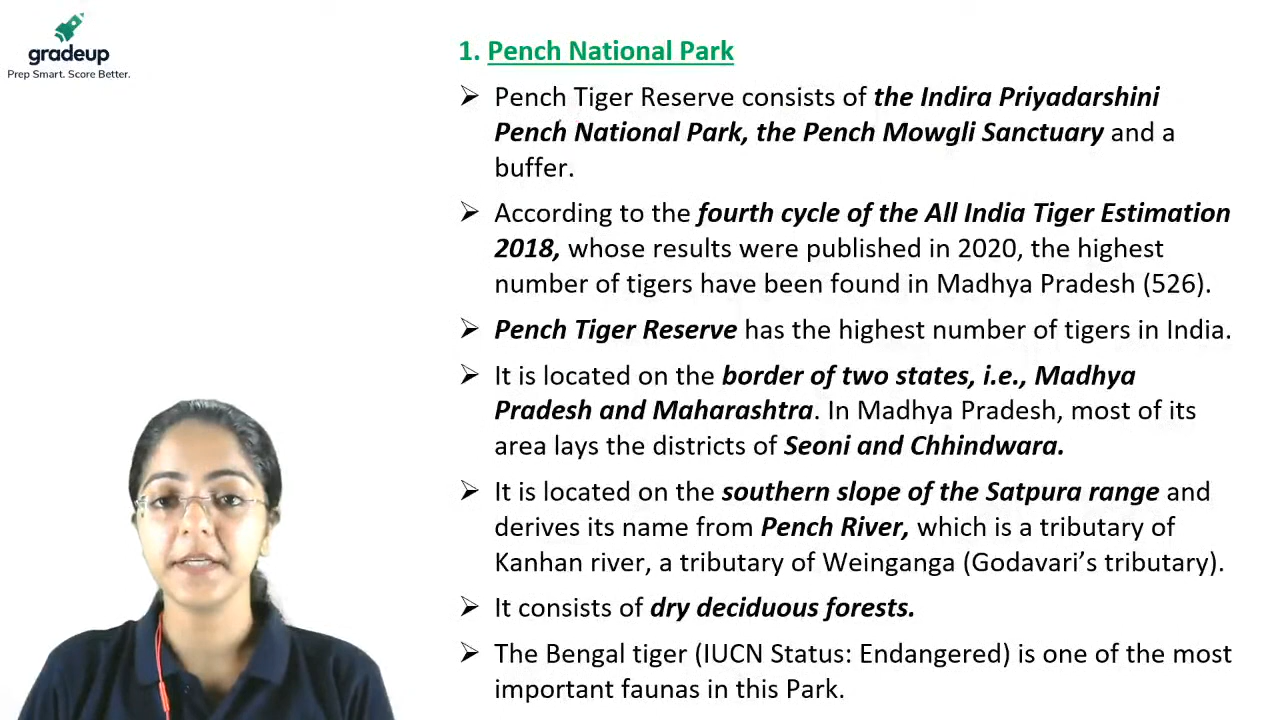 gradeup
Prep Smart. Score Better.
1. Pench National Park
➢ Pench Tiger Reserve consists of the Indira Priyadarshini
Pench National Park, the Pench Mowgli Sanctuary and a
buffer.
➢ According to the fourth cycle of the All India Tiger Estimation
2018, whose results were published in 2020, the highest
number of tigers have been found in Madhya Pradesh (526).
➢ Pench Tiger Reserve has the highest number of tigers in India.
➢ It is located on the border of two states, i.e., Madhya
Pradesh and Maharashtra. In Madhya Pradesh, most of its
area lays the districts of Seoni and Chhindwara.
➢ It is located on the southern slope of the Satpura range and
derives its name from Pench River, which is a tributary of
Kanhan river, a tributary of Weinganga (Godavari’s tributary).
➢ It consists of dry deciduous forests.
➢ The Bengal tiger (IUCN Status: Endangered) is one of the most
important faunas in this Park.